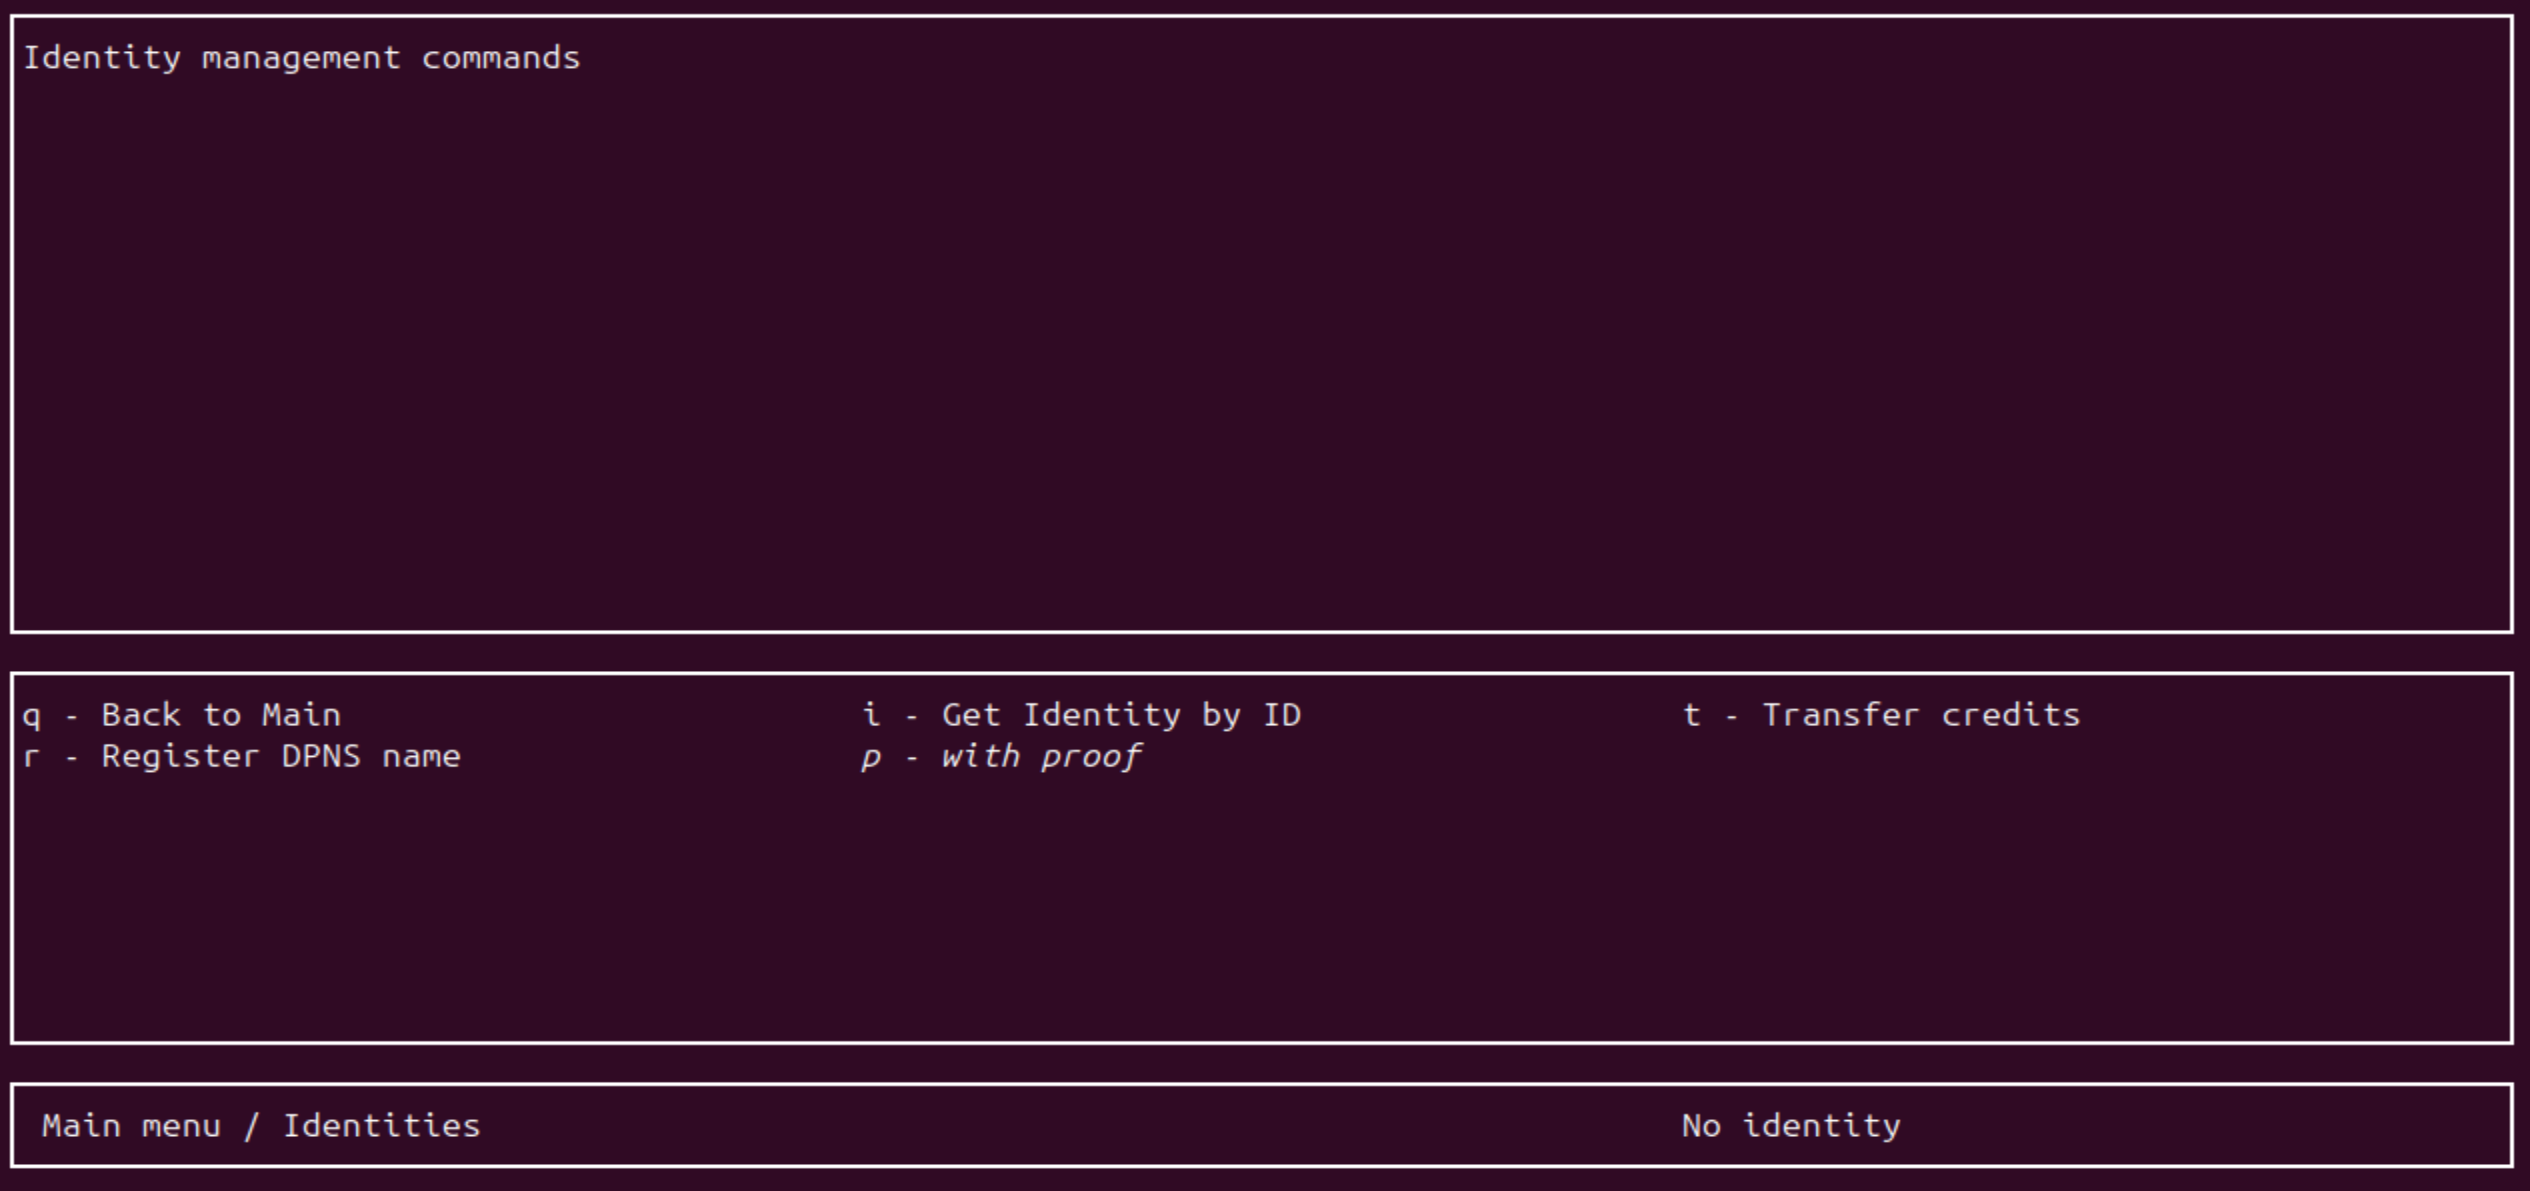 Identity management commands
q - Back to Main
r - Register DPNS name
i - Get Identity by ID
p - with proof
t - Transfer credits
Main menu / Identities
No identity